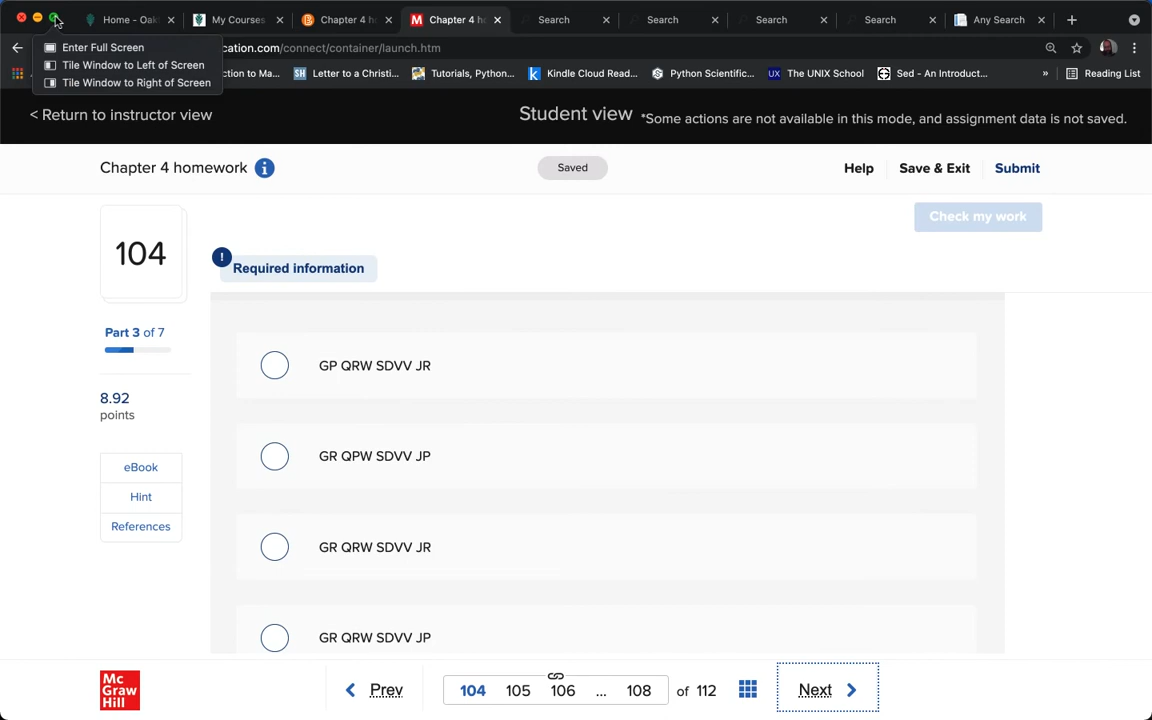 Home - Oak
My Courses
Chapter 4 h
Chapter 4 h
Search
Search
Search
Search
Any Search
Enter Full Screen
Tile Window to Left of Screen
Tile Window to Right of Screen
cation.com/connect/container/launch.htm
ction to Ma...
SH Letter to a Christi...
Tutorials, Python...
Kindle Cloud Read...
Python Scientific...
UX The UNIX School
Sed - An Introduct...
»
Reading List
< Return to instructor view
Student view *Some actions are not available in this mode, and assignment data is not saved.
Chapter 4 homework i
Saved
Help
Save & Exit
Submit
Check my work
104
!
Required information
Part 3 of 7
8.92
points
eBook
Hint
References
GP QRW SDVV JR
GR QPW SDVV JP
GR QRW SDVV JR
GR QRW SDVV JP
Mc
Graw
Hill
Prev
104 105 106 ... 108 of 112
Next